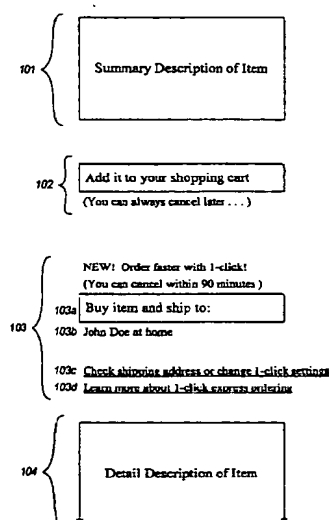 101 Summary Description of Item
102 Add it to your shopping cart
(You can always cancel later . . . )
NEW! Order faster with 1-click!
(You can cancel within 90 minutes )
103 103a Buy item and ship to:
103b John Doe at home
103c Check shipping address or change 1-click settings
103d Learn more about 1-click express ordering
104 Detail Description of Item